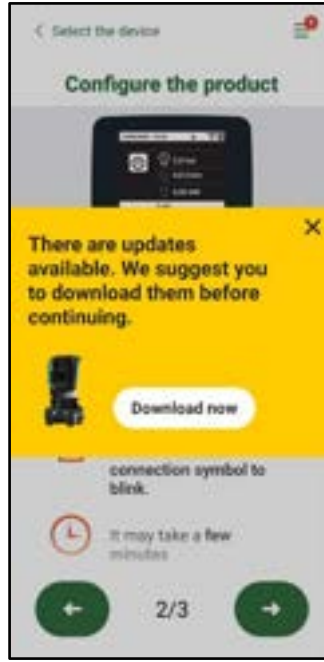 Select the device
Configure the product
There are updates
available. We suggest you
to download them before
continuing.
Download now
connection symbol to
blink.
It may take a few
minutes
2/3